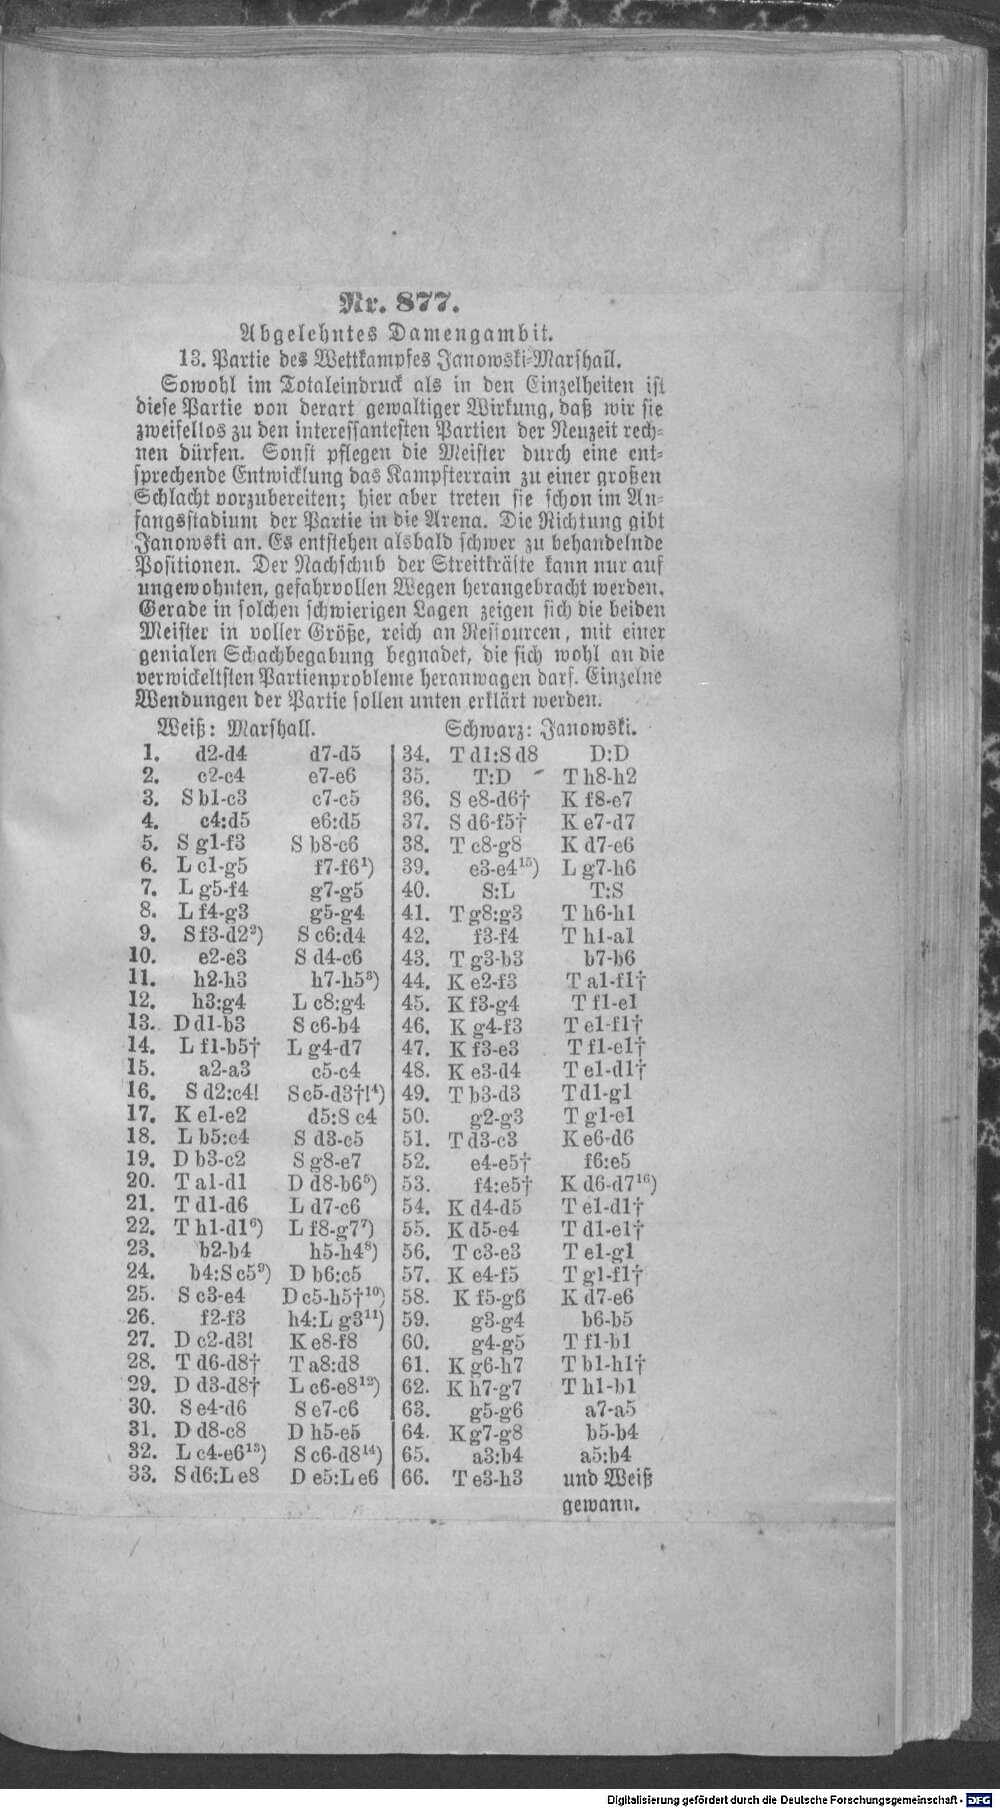 Nr. 877.
Abgelehntes Damengambit.
13. Partie des Wettkampfes Janowski-Marshall.
Sowohl im Totaleindruck als in den Einzelheiten ist
diese Partie von derart gewaltiger Wirkung, daß wir sie
zweifellos zu den interessantesten Partien der Neuzeit rech-
nen dürfen. Sonst pflegen die Meister durch eine ent-
sprechende Entwicklung das Kampfterrain zu einer großen
Schlacht vorzubereiten; hier aber treten sie schon im An-
fangsstadium der Partie in die Arena. Die Richtung gibt
Janowski an. Es entstehen alsbald schwer zu behandelnde
Positionen. Der Nachschub der Streitkräfte kann nur auf
ungewohnten, gefahrvollen Wegen herangebracht werden.
Gerade in solchen schwierigen Lagen zeigen sich die beiden
Meister in voller Größe, reich an Ressourcen, mit einer
genialen Schachbegabung begnadet, die sich wohl an die
verwickeltsten Partienprobleme heranwagen darf. Einzelne
Wendungen der Partie sollen unten erklärt werden.
Weiß: Marshall. Schwarz: Janowski.
1. d2-d4 d7-d5
2. c2-c4 e7-e6
3. S b1-c3 c7-c5
4. c4:d5 e6:d5
5. S g1-f3 S b8-c6
6. L c1-g5 f7-f6¹)
7. L g5-f4 g7-g5
8. L f4-g3 g5-g4
9. S f3-d2²) S c6:d4
10. e2-e3 S d4-c6
11. h2-h3 h7-h5³)
12. h3:g4 L c8:g4
13. D d1-b3 S c6-b4
14. L f1-b5† L g4-d7
15. a2-a3 c5-c4
16. S d2:c4! S c5-d3†!⁴)
17. K e1-e2 d5:S c4
18. L b5:c4 S d3-c5
19. D b3-c2 S g8-e7
20. T a1-d1 D d8-b6⁵)
21. T d1-d6 L d7-c6
22. T h1-d1⁶) L f8-g7⁷)
23. b2-b4 h5-h4⁸)
24. b4:S c5⁹) D b6:c5
25. S c3-e4 D c5-h5†¹⁰)
26. f2-f3 h4:L g3¹¹)
27. D c2-d3! K e8-f8
28. T d6-d8† T a8:d8
29. D d3-d8† L c6-e8¹²)
30. S e4-d6 S e7-c6
31. D d8-c8 D h5-e5
32. L c4-e6¹³) S c6-d8¹⁴)
33. S d6:L e8 D e5:L e6
34. T d1:S d8 D:D
35. T:D T h8-h2
36. S e8-d6† K f8-e7
37. S d6-f5† K e7-d7
38. T c8-g8 K d7-e6
39. e3-e4¹⁵) L g7-h6
40. S:L T:S
41. T g8:g3 T h6-h1
42. f3-f4 T h1-a1
43. T g3-b3 b7-b6
44. K e2-f3 T a1-f1†
45. K f3-g4 T f1-e1
46. K g4-f3 T e1-f1†
47. K f3-e3 T f1-e1†
48. K e3-d4 T e1-d1†
49. T b3-d3 T d1-g1
50. g2-g3 T g1-e1
51. T d3-c3 K e6-d6
52. e4-e5† f6:e5
53. f4:e5† K d6-d7¹⁶)
54. K d4-d5 T e1-d1†
55. K d5-e4 T d1-e1†
56. T c3-e3 T e1-g1
57. K e4-f5 T g1-f1†
58. K f5-g6 K d7-e6
59. g3-g4 b6-b5
60. g4-g5 T f1-b1
61. K g6-h7 T b1-h1†
62. K h7-g7 T h1-b1
63. g5-g6 a7-a5
64. K g7-g8 b5-b4
65. a3:b4 a5:b4
66. T e3-h3 und Weiß
gewann.
Digitalisierung gefördert durch die Deutsche Forschungsgemeinschaft - DFG